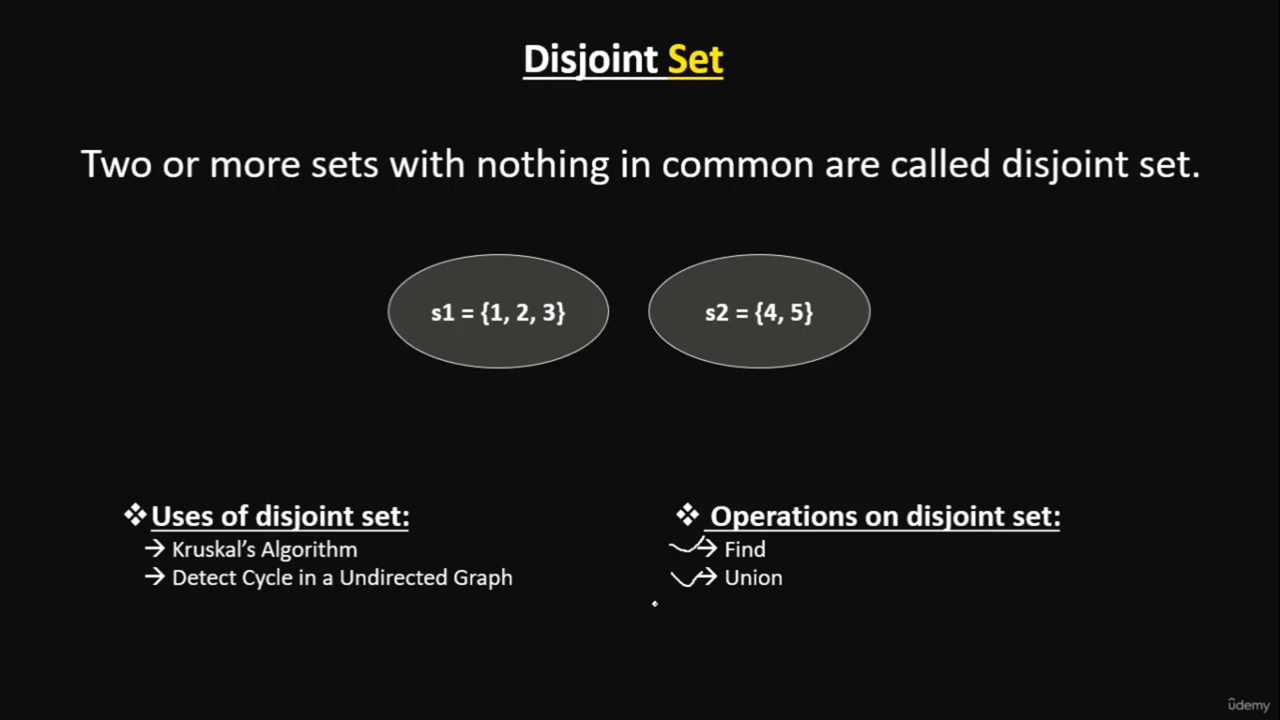 Disjoint Set
Two or more sets with nothing in common are called disjoint set.
s1 = {1, 2, 3}
s2 = {4, 5}
❖Uses of disjoint set:
→ Kruskal’s Algorithm
→ Detect Cycle in a Undirected Graph
❖ Operations on disjoint set:
→ Find
→ Union
ûdemy